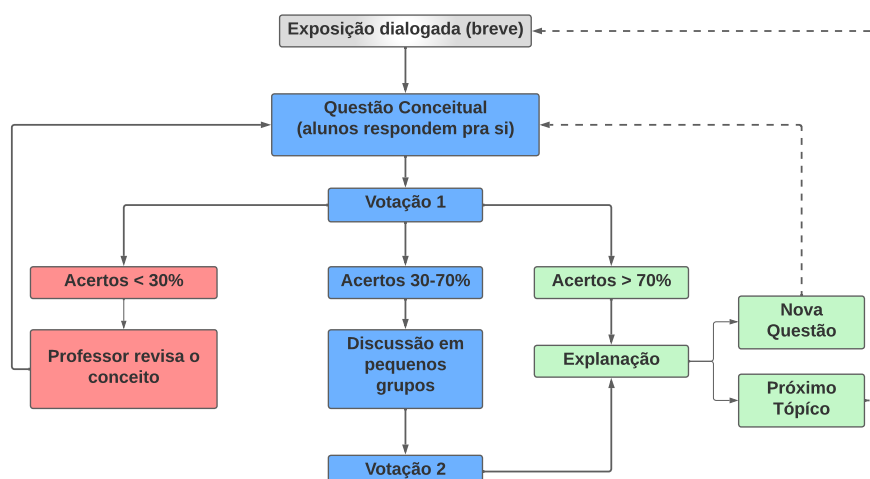 Exposição dialogada (breve)
Questão Conceitual
(alunos respondem pra si)
Votação 1
Acertos < 30%
Acertos 30-70%
Acertos > 70%
Professor revisa o
conceito
Discussão em
pequenos
grupos
Explanação
Nova
Questão
Próximo
Tópíco
Votação 2